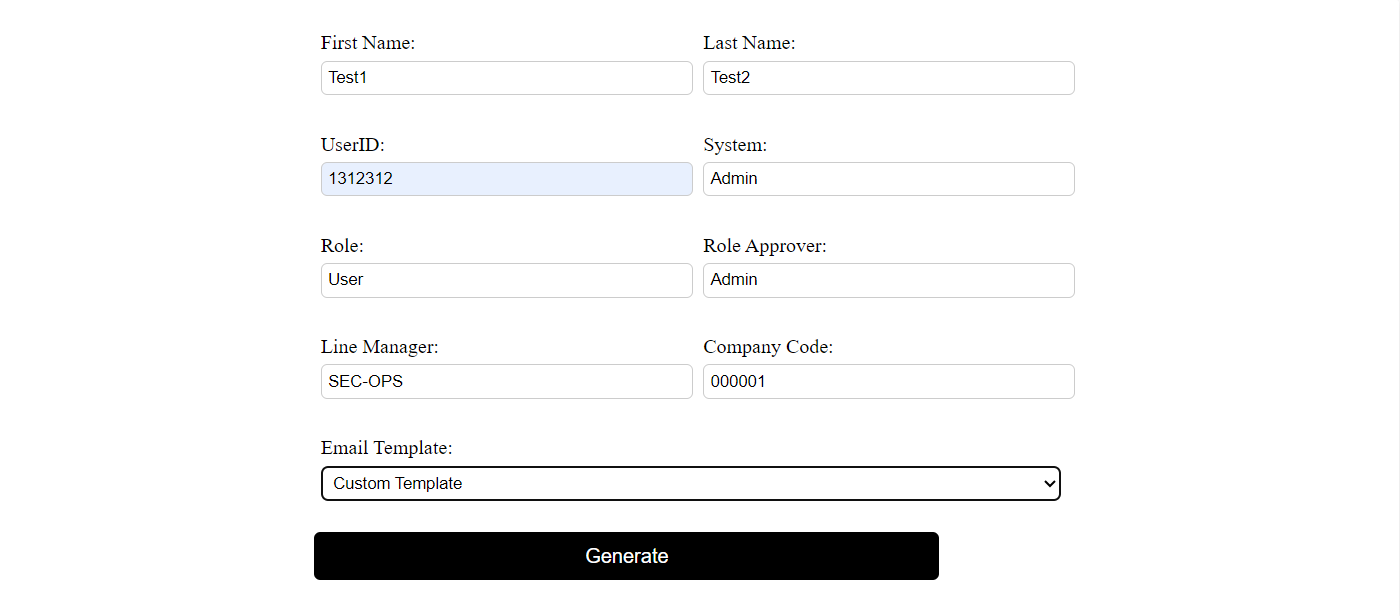 First Name: Last Name:
Test1 Test2
UserID: System:
1312312 Admin
Role: Role Approver:
User Admin
Line Manager: Company Code:
SEC-OPS 000001
Email Template:
Custom Template
Generate